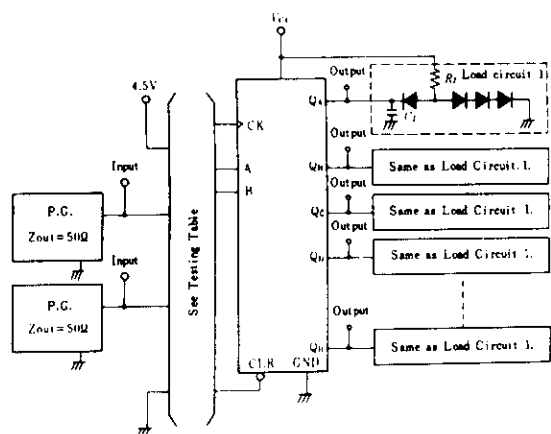 Vcc
Output
RL Load circuit 1.
4.5V
QA
CL
CK
Output
Input
A
QB
Same as Load Circuit 1.
B
Output
P.G.
Zout=50Ω
QC
Same as Load Circuit 1.
Output
See Testing Table
Input
QD
Same as Load Circuit 1.
P.G.
Zout=50Ω
Output
QH
Same as Load Circuit 1.
CLR
GND